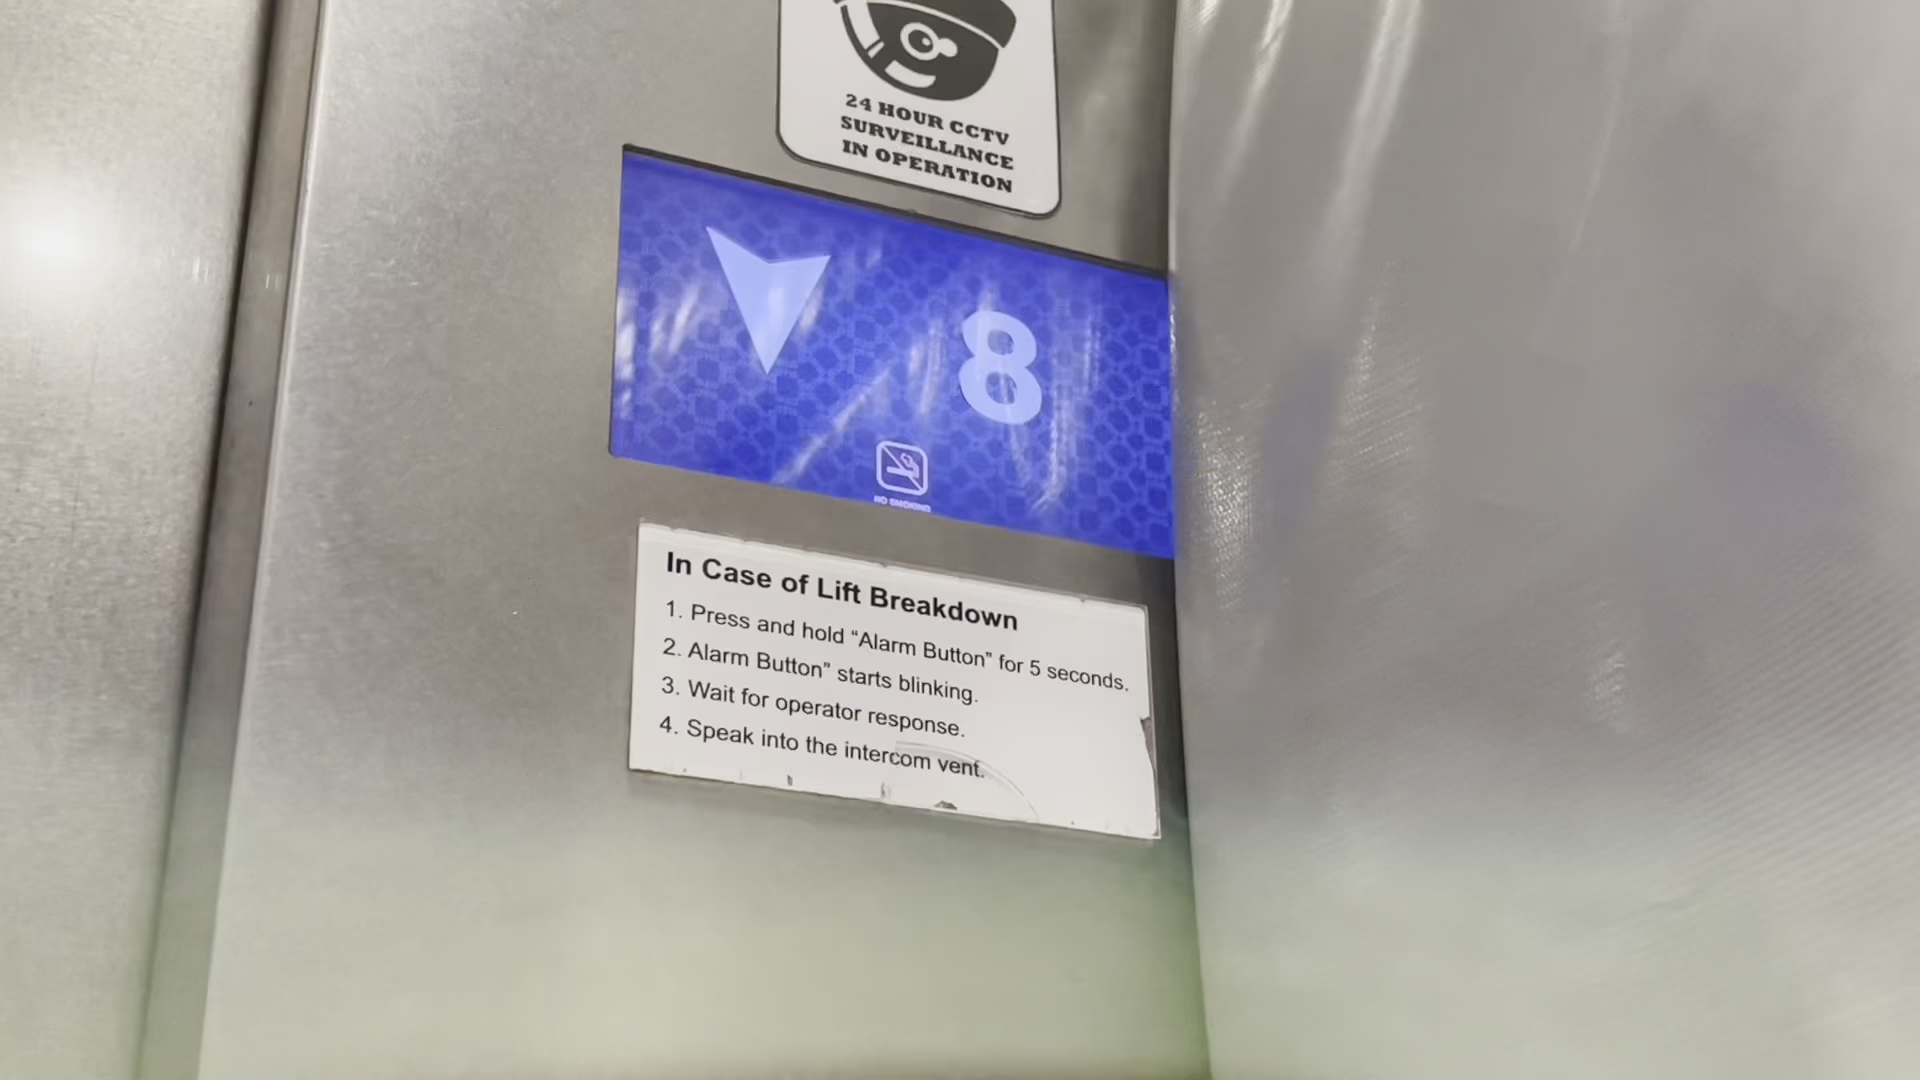 24 HOUR CCTV
SURVEILLANCE
IN OPERATION
8
NO SMOKING
In Case of Lift Breakdown
1. Press and hold “Alarm Button” for 5 seconds.
2. Alarm Button” starts blinking.
3. Wait for operator response.
4. Speak into the intercom vent.